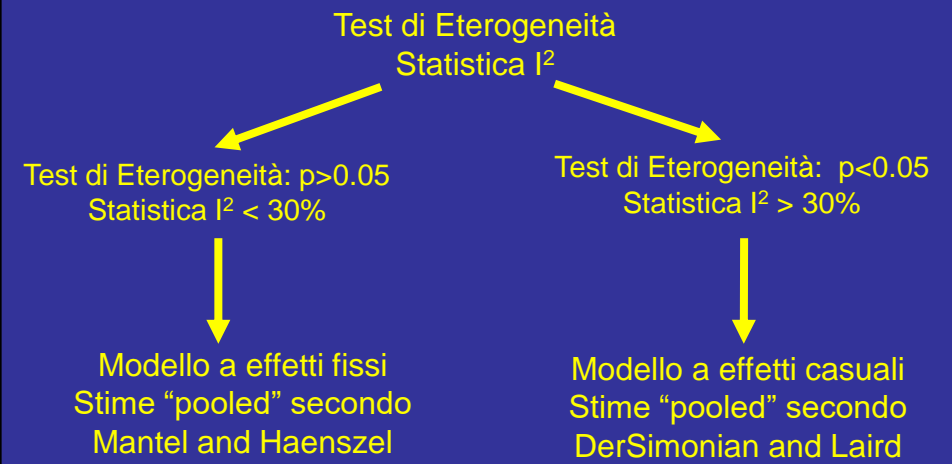 Test di Eterogeneità
Statistica I²
Test di Eterogeneità: p>0.05
Statistica I² < 30%
Test di Eterogeneità: p<0.05
Statistica I² > 30%
Modello a effetti fissi
Stime “pooled” secondo
Mantel and Haenszel
Modello a effetti casuali
Stime “pooled” secondo
DerSimonian and Laird